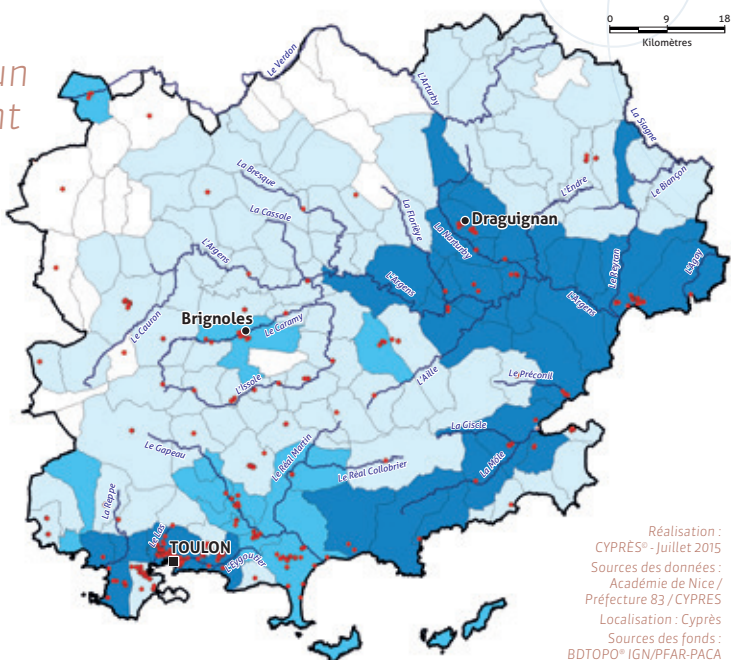 un
nt
0 9 18
Kilomètres
Le Verdon
L'Arturby
La Siagne
La Bresque
La Cassole
La Florièye
L'Endre
Le Biançon
Draguignan
La Nartuby
L'Argens
L'Argens
L'Argens
Le Reyran
L'Agay
Brignoles
Le Caramy
Le Cauron
L'Issole
L'Aille
Le Préconil
La Giscle
Le Gapeau
Le Réal Martin
Le Réal Collobrier
La Môle
La Reppe
Le Las
TOULON
L'Eygoutier
Réalisation :
CYPRÈS© - Juillet 2015
Sources des données :
Académie de Nice /
Préfecture 83 / CYPRES
Localisation : Cyprès
Sources des fonds :
BDTOPO® IGN/PFAR-PACA